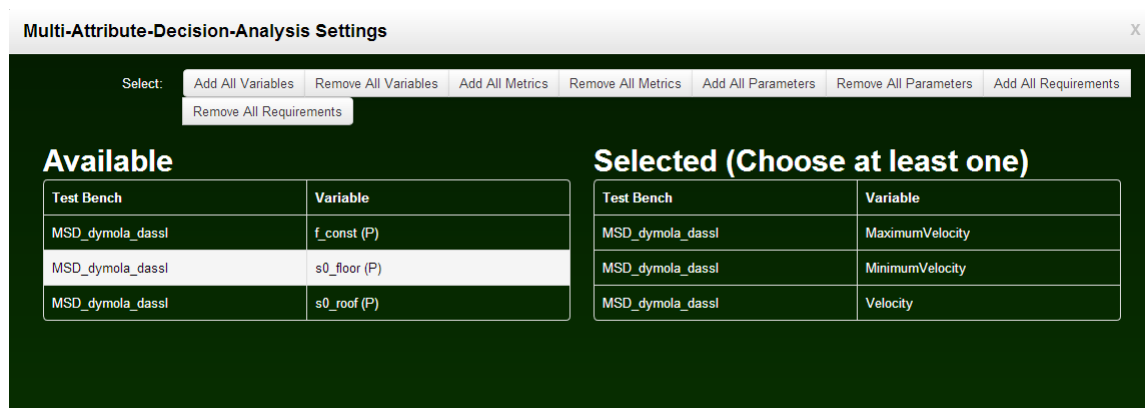 Multi-Attribute-Decision-Analysis Settings X
Select: Add All Variables Remove All Variables Add All Metrics Remove All Metrics Add All Parameters Remove All Parameters Add All Requirements
Remove All Requirements
Available Selected (Choose at least one)
Test Bench Variable Test Bench Variable
MSD_dymola_dassl f_const (P) MSD_dymola_dassl MaximumVelocity
MSD_dymola_dassl s0_floor (P) MSD_dymola_dassl MinimumVelocity
MSD_dymola_dassl s0_roof (P) MSD_dymola_dassl Velocity